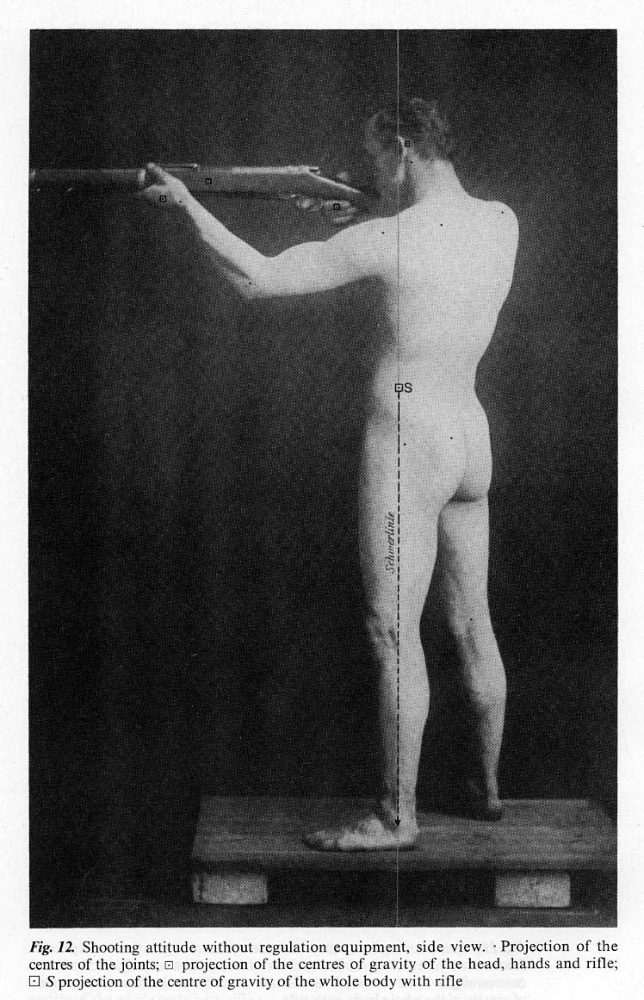 S
Schwerlinie
Fig. 12. Shooting attitude without regulation equipment, side view. · Projection of the
centres of the joints; ⊡ projection of the centres of gravity of the head, hands and rifle;
⊡ S projection of the centre of gravity of the whole body with rifle